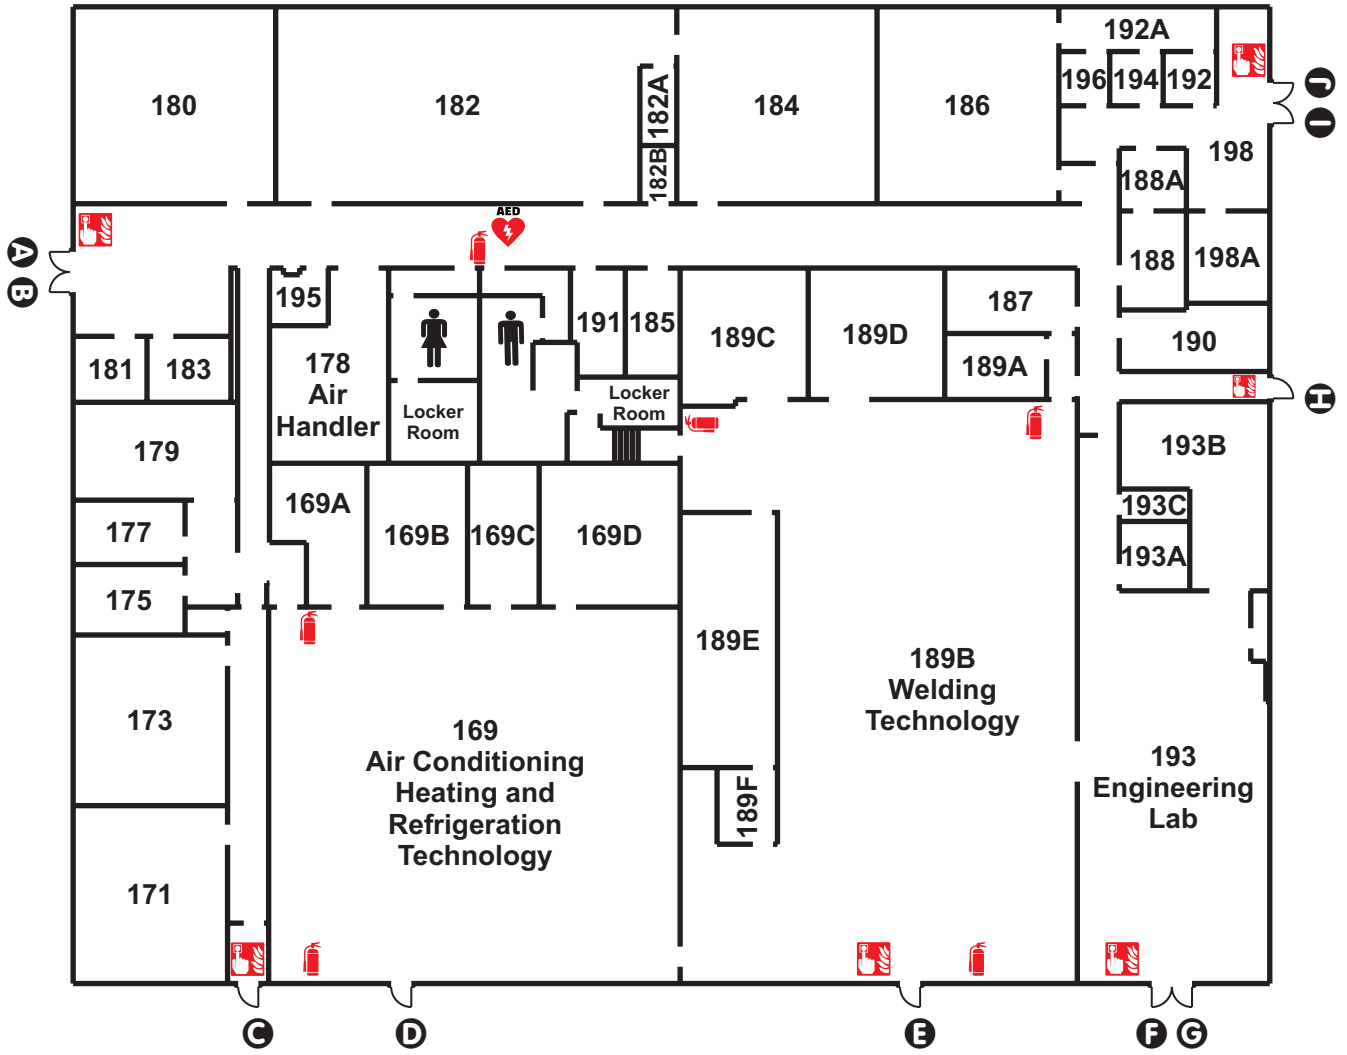 192A
180
182
182A
184
186
196
194
192
J
I
182B
188A
198
AED
A
B
188
198A
195
187
191
185
189C
189D
190
181
183
178
Air
Handler
189A
Locker
Room
Locker
Room
H
179
193B
169A
193C
177
169B
169C
169D
193A
175
189E
189B
Welding
Technology
173
169
Air Conditioning
Heating and
Refrigeration
Technology
193
Engineering
Lab
189F
171
C
D
E
F
G